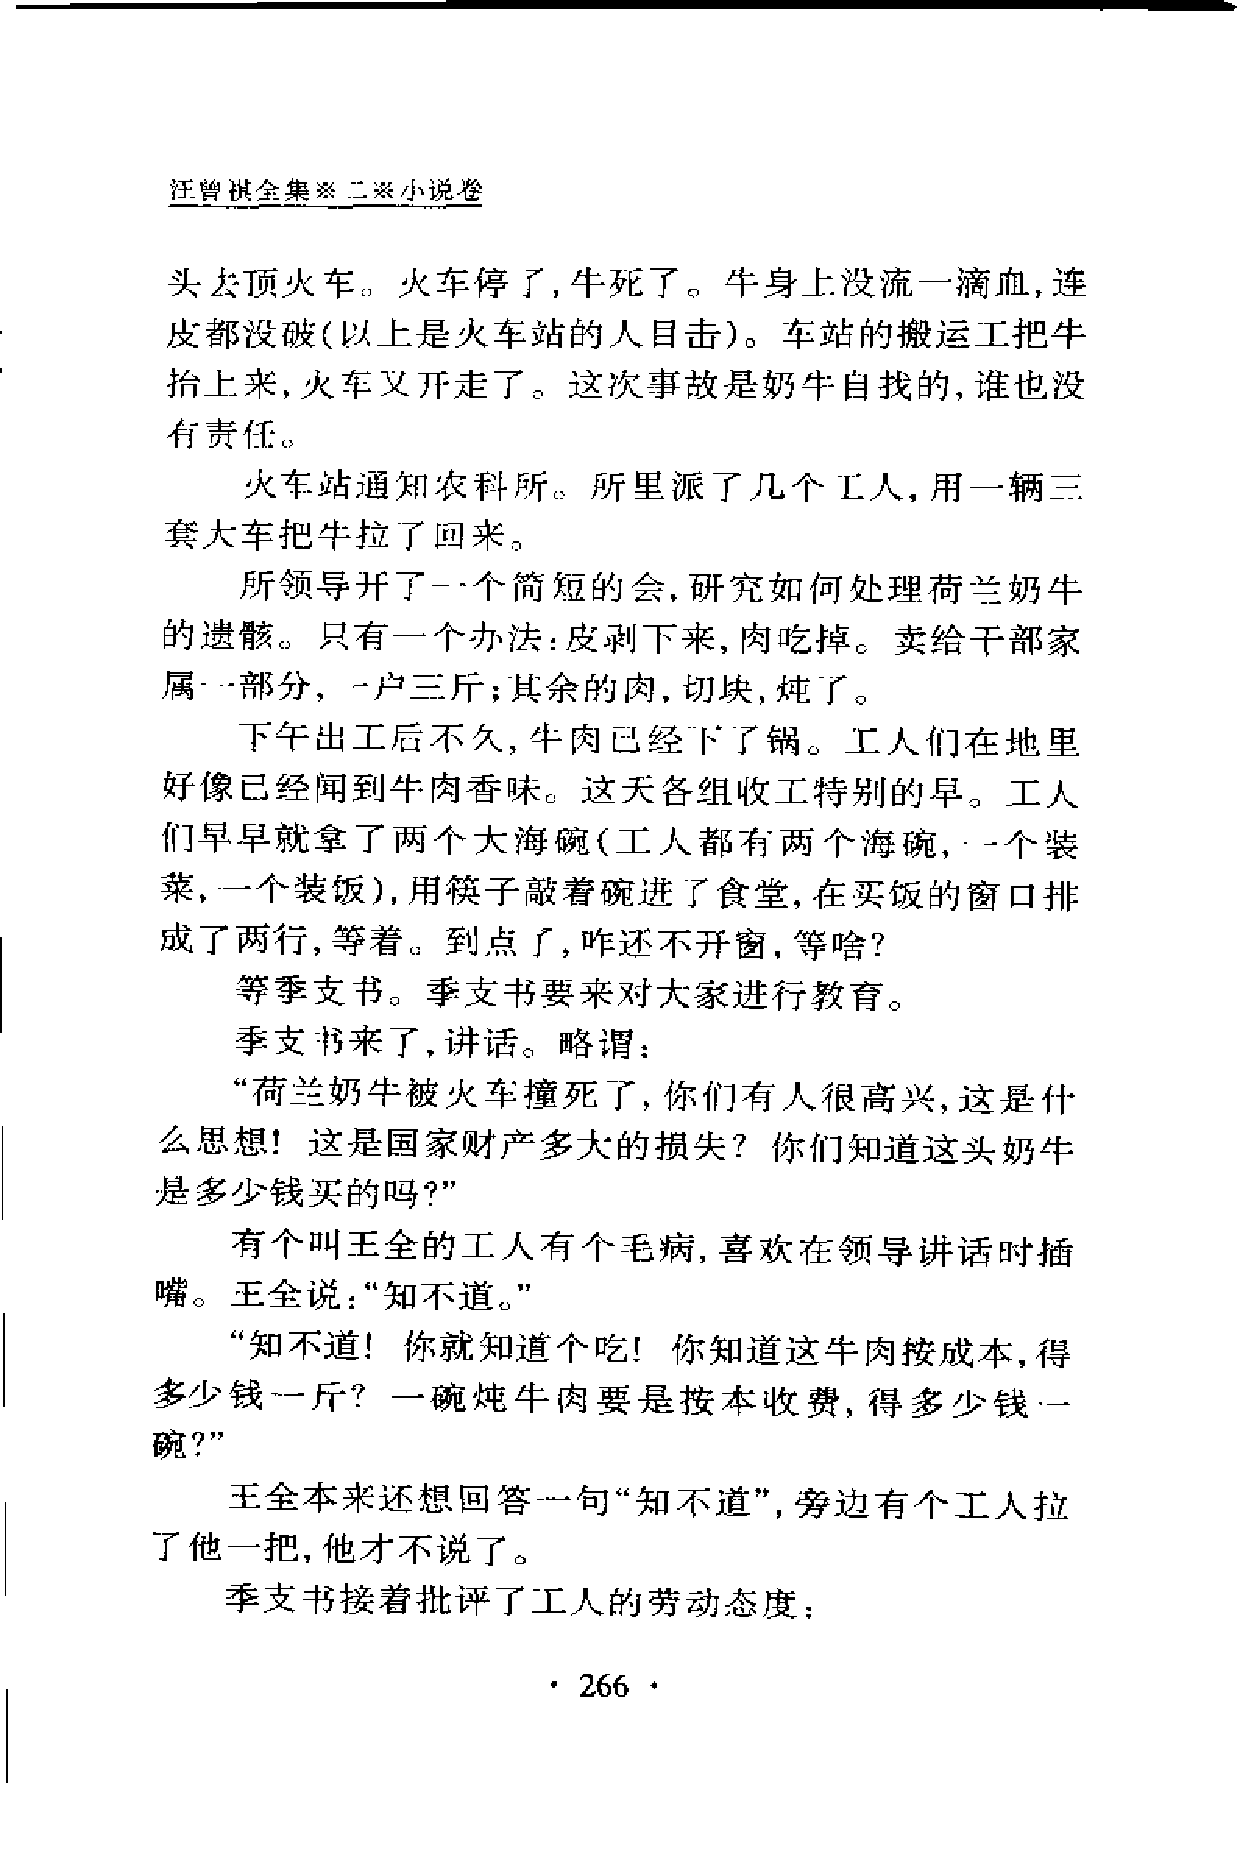 汪曾祺全集※二※小说卷
头去顶火车。火车停了,牛死了。牛身上没流一滴血,连
皮都没破(以上是火车站的人目击)。车站的搬运工把牛
抬上来,火车又开走了。这次事故是奶牛自找的,谁也没
有责任。
火车站通知农科所。所里派了几个工人,用一辆三
套大车把牛拉了回来。
所领导开了一个简短的会,研究如何处理荷兰奶牛
的遗骸。只有一个办法:皮剥下来,肉吃掉。卖给干部家
属一部分,一户三斤;其余的肉,切块,炖了。
下午出工后不久,牛肉已经下了锅。工人们在地里
好像已经闻到牛肉香味。这天各组收工特别的早。工人
们早早就拿了两个大海碗(工人都有两个海碗,一个装
菜,一个装饭),用筷子敲着碗进了食堂,在买饭的窗口排
成了两行,等着。到点了,咋还不开窗,等啥?
等季支书。季支书要来对大家进行教育。
季支书来了,讲话。略谓:
“荷兰奶牛被火车撞死了,你们有人很高兴,这是什
么思想! 这是国家财产多大的损失? 你们知道这头奶牛
是多少钱买的吗?”
有个叫王全的工人有个毛病,喜欢在领导讲话时插
嘴。王全说:“知不道。”
“知不道! 你就知道个吃! 你知道这牛肉按成本,得
多少钱一斤? 一碗炖牛肉要是按本收费,得多少钱一
碗?”
王全本来还想回答一句“知不道”,旁边有个工人拉
了他一把,他才不说了。
季支书接着批评了工人的劳动态度:
· 266 ·